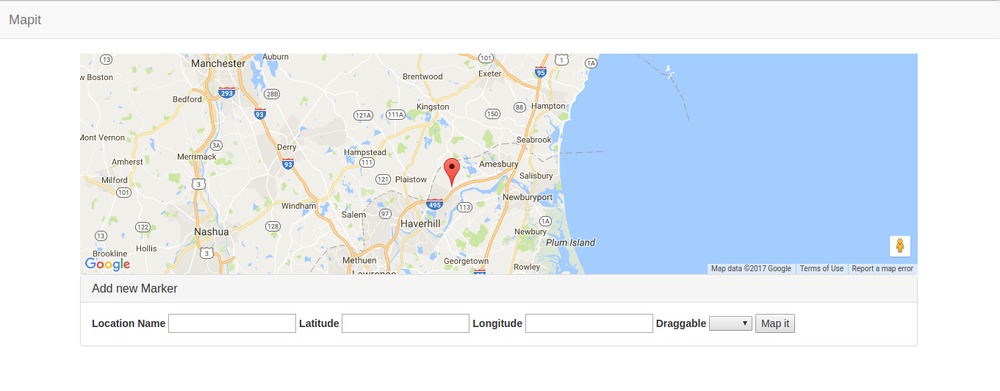 Mapit
Manchester
Auburn
13
101
1
1A
w Boston
Brentwood
Exeter
95
Bedford
293
28B
Kingston
88
Hampton
93
121A
111A
150
Mont Vernon
3A
Derry
Seabrook
Merrimack
Hampstead
93
111
Amesbury
Amherst
Milford
3
121
Plaistow
Salisbury
101
495
113
Newburyport
Windham
Salem
97
Haverhill
122
128
Nashua
1A
Newbury
13
Hollis
3
Plum Island
Brookline
Methuen
Georgetown
Rowley
Lawrence
95
Google
Map data ©2017 Google
Terms of Use
Report a map error
Add new Marker
Location Name Latitude Longitude Draggable Map it